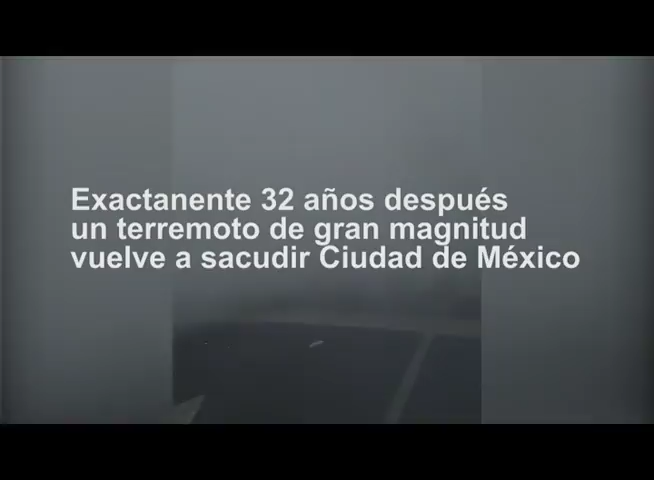 Exactanente 32 años después
un terremoto de gran magnitud
vuelve a sacudir Ciudad de México